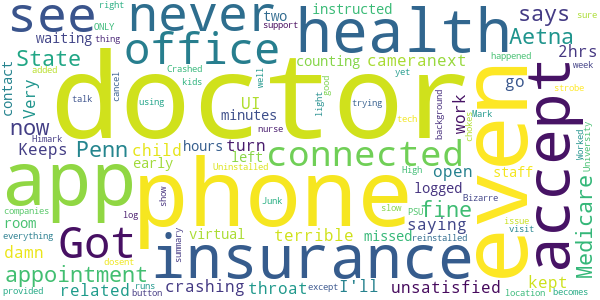 right ONLY two instructed
see never health says
waiting office support counting cameranext Aetna sure
State thing happened
contact added Crashed well UI kids yet 2hrs
Very cancel doctor good go week
talk using minutes light trying work background tech strobe
now Penn child hours turn nurse choices Mark
Keeps early left connected open staff University
app phone High logged Worked
Himark fine saying even accept Medicare
room Uninstalled PSU issue Bizarre
companies log show virtual terrible missed slow reinstalled visit
everything Got insurance kept
damn summary Junk
appointment dosent
provided runs related crashing throat except I'll unsatisfied location becomes
button